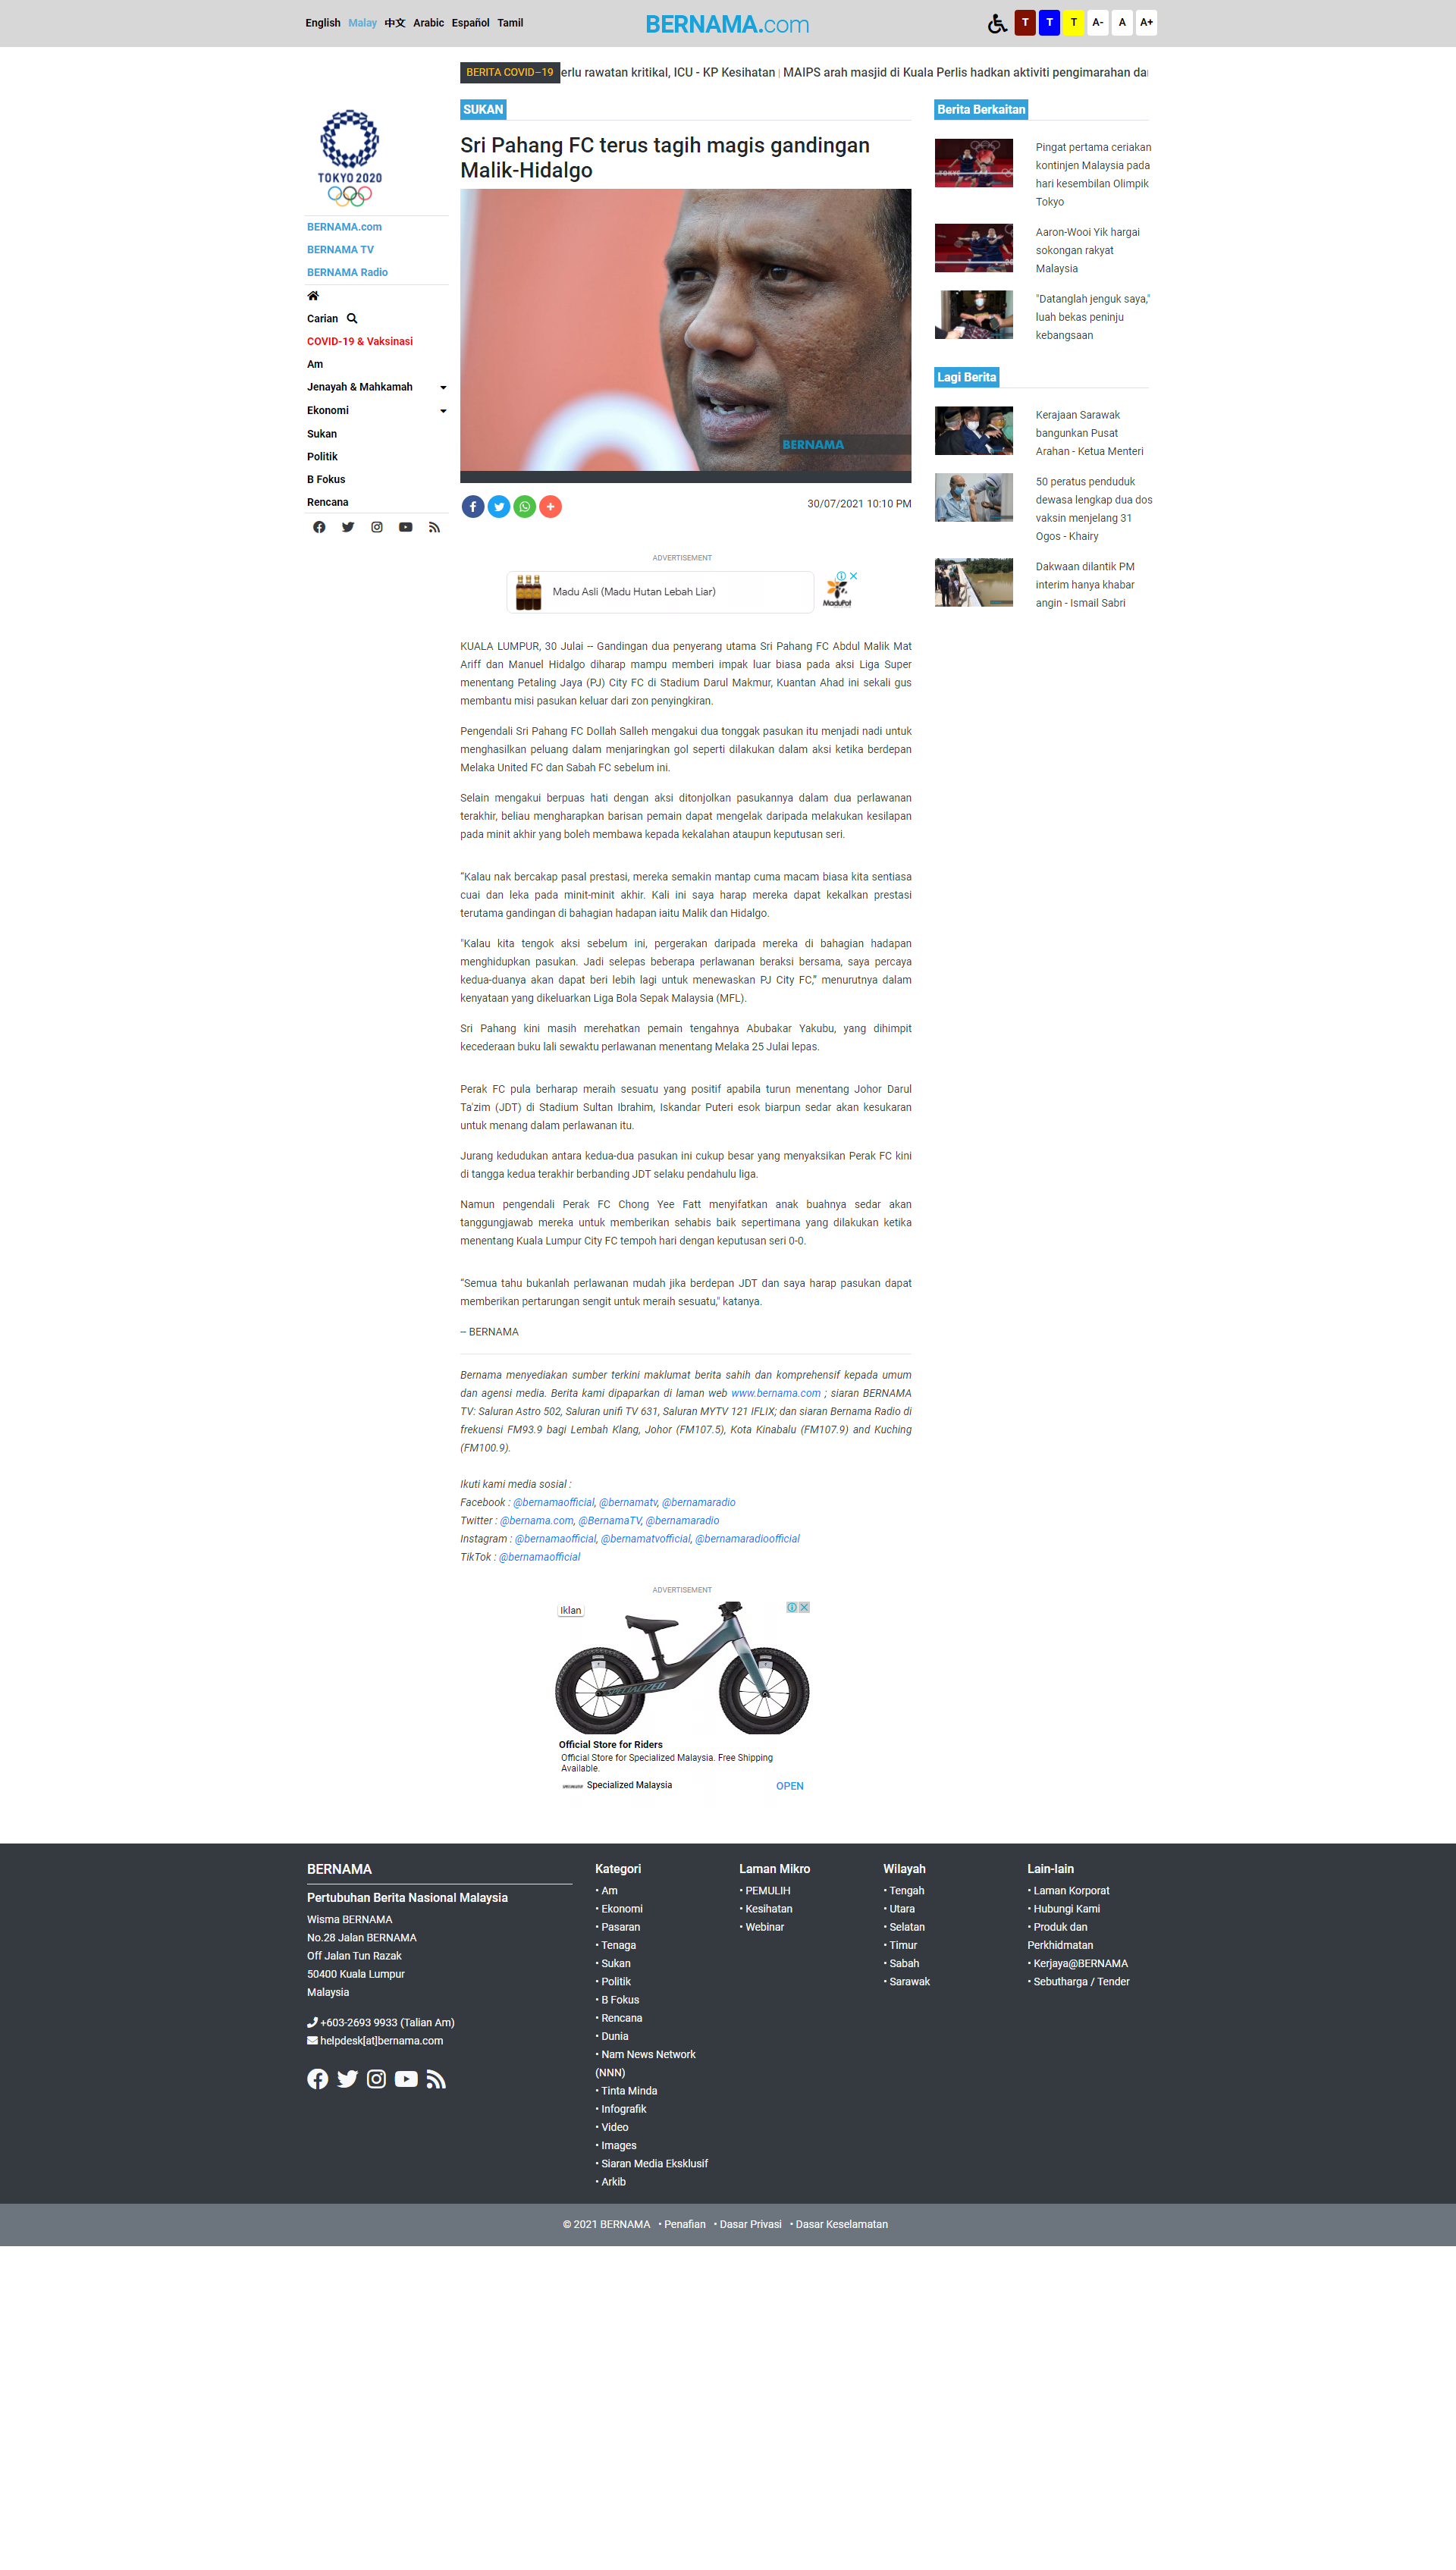 English Malay 中文 Arabic Español Tamil
BERNAMA.com
T T T A- A A+
BERITA COVID-19
erlu rawatan kritikal, ICU - KP Kesihatan | MAIPS arah masjid di Kuala Perlis hadkan aktiviti pengimarahan dar
TOKYO 2020
BERNAMA.com
BERNAMA TV
BERNAMA Radio
Carian
COVID-19 & Vaksinasi
Am
Jenayah & Mahkamah
Ekonomi
Sukan
Politik
B Fokus
Rencana
SUKAN
Sri Pahang FC terus tagih magis gandingan
Malik-Hidalgo
BERNAMA
30/07/2021 10:10 PM
ADVERTISEMENT
Madu Asli (Madu Hutan Lebah Liar)
MaduPot
KUALA LUMPUR, 30 Julai -- Gandingan dua penyerang utama Sri Pahang FC Abdul Malik Mat
Ariff dan Manuel Hidalgo diharap mampu memberi impak luar biasa pada aksi Liga Super
menentang Petaling Jaya (PJ) City FC di Stadium Darul Makmur, Kuantan Ahad ini sekali gus
membantu misi pasukan keluar dari zon penyingkiran.
Pengendali Sri Pahang FC Dollah Salleh mengakui dua tonggak pasukan itu menjadi nadi untuk
menghasilkan peluang dalam menjaringkan gol seperti dilakukan dalam aksi ketika berdepan
Melaka United FC dan Sabah FC sebelum ini.
Selain mengakui berpuas hati dengan aksi ditonjolkan pasukannya dalam dua perlawanan
terakhir, beliau mengharapkan barisan pemain dapat mengelak daripada melakukan kesilapan
pada minit akhir yang boleh membawa kepada kekalahan ataupun keputusan seri.
“Kalau nak bercakap pasal prestasi, mereka semakin mantap cuma macam biasa kita sentiasa
cuai dan leka pada minit-minit akhir. Kali ini saya harap mereka dapat kekalkan prestasi
terutama gandingan di bahagian hadapan iaitu Malik dan Hidalgo.
"Kalau kita tengok aksi sebelum ini, pergerakan daripada mereka di bahagian hadapan
menghidupkan pasukan. Jadi selepas beberapa perlawanan beraksi bersama, saya percaya
kedua-duanya akan dapat beri lebih lagi untuk menewaskan PJ City FC,” menurutnya dalam
kenyataan yang dikeluarkan Liga Bola Sepak Malaysia (MFL).
Sri Pahang kini masih merehatkan pemain tengahnya Abubakar Yakubu, yang dihimpit
kecederaan buku lali sewaktu perlawanan menentang Melaka 25 Julai lepas.
Perak FC pula berharap meraih sesuatu yang positif apabila turun menentang Johor Darul
Ta'zim (JDT) di Stadium Sultan Ibrahim, Iskandar Puteri esok biarpun sedar akan kesukaran
untuk menang dalam perlawanan itu.
Jurang kedudukan antara kedua-dua pasukan ini cukup besar yang menyaksikan Perak FC kini
di tangga kedua terakhir berbanding JDT selaku pendahulu liga.
Namun pengendali Perak FC Chong Yee Fatt menyifatkan anak buahnya sedar akan
tanggungjawab mereka untuk memberikan sehabis baik sepertimana yang dilakukan ketika
menentang Kuala Lumpur City FC tempoh hari dengan keputusan seri 0-0.
“Semua tahu bukanlah perlawanan mudah jika berdepan JDT dan saya harap pasukan dapat
memberikan pertarungan sengit untuk meraih sesuatu," katanya.
-- BERNAMA
Bernama menyediakan sumber terkini maklumat berita sahih dan komprehensif kepada umum
dan agensi media. Berita kami dipaparkan di laman web www.bernama.com ; siaran BERNAMA
TV: Saluran Astro 502, Saluran unifi TV 631, Saluran MYTV 121 IFLIX; dan siaran Bernama Radio di
frekuensi FM93.9 bagi Lembah Klang, Johor (FM107.5), Kota Kinabalu (FM107.9) and Kuching
(FM100.9).
Ikuti kami media sosial :
Facebook : @bernamaofficial, @bernamatv, @bernamaradio
Twitter : @bernama.com, @BernamaTV, @bernamaradio
Instagram : @bernamaofficial, @bernamatvofficial, @bernamaradioofficial
TikTok : @bernamaofficial
ADVERTISEMENT
Iklan
SPECIALIZED
Official Store for Riders
Official Store for Specialized Malaysia. Free Shipping
Available.
Specialized Malaysia
OPEN
Berita Berkaitan
Pingat pertama ceriakan
kontinjen Malaysia pada
hari kesembilan Olimpik
Tokyo
Aaron-Wooi Yik hargai
sokongan rakyat
Malaysia
"Datanglah jenguk saya,"
luah bekas peninju
kebangsaan
Lagi Berita
Kerajaan Sarawak
bangunkan Pusat
Arahan - Ketua Menteri
50 peratus penduduk
dewasa lengkap dua dos
vaksin menjelang 31
Ogos - Khairy
Dakwaan dilantik PM
interim hanya khabar
angin - Ismail Sabri
BERNAMA
Pertubuhan Berita Nasional Malaysia
Wisma BERNAMA
No.28 Jalan BERNAMA
Off Jalan Tun Razak
50400 Kuala Lumpur
Malaysia
+603-2693 9933 (Talian Am)
helpdesk[at]bernama.com
Kategori
• Am
• Ekonomi
• Pasaran
• Tenaga
• Sukan
• Politik
• B Fokus
• Rencana
• Dunia
• Nam News Network
(NNN)
• Tinta Minda
• Infografik
• Video
• Images
• Siaran Media Eksklusif
• Arkib
Laman Mikro
• PEMULIH
• Kesihatan
• Webinar
Wilayah
• Tengah
• Utara
• Selatan
• Timur
• Sabah
• Sarawak
Lain-lain
• Laman Korporat
• Hubungi Kami
• Produk dan
Perkhidmatan
• Kerjaya@BERNAMA
• Sebutharga / Tender
© 2021 BERNAMA • Penafian • Dasar Privasi • Dasar Keselamatan